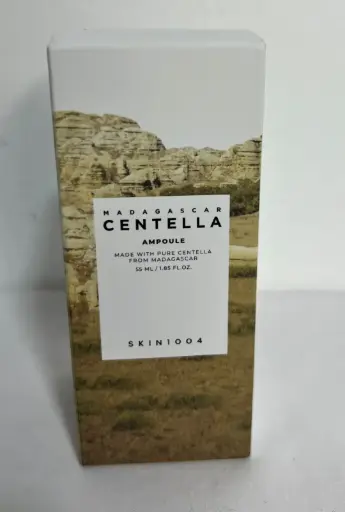 MADAGASCAR
CENTELLA
AMPOULE
MADE WITH PURE CENTELLA
FROM MADAGASCAR
55 ML / 1.85 FL.OZ.
SKIN1004